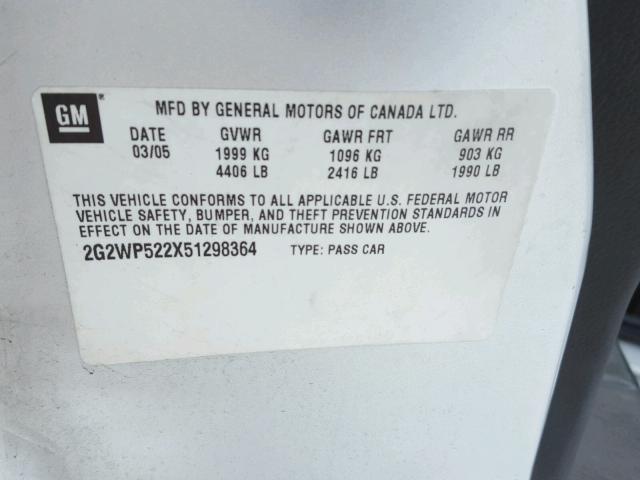 GM®
MFD BY GENERAL MOTORS OF CANADA LTD.
DATE GVWR GAWR FRT GAWR RR
03/05 1999 KG 1096 KG 903 KG
4406 LB 2416 LB 1990 LB
THIS VEHICLE CONFORMS TO ALL APPLICABLE U.S. FEDERAL MOTOR
VEHICLE SAFETY, BUMPER, AND THEFT PREVENTION STANDARDS IN
EFFECT ON THE DATE OF MANUFACTURE SHOWN ABOVE.
2G2WP522X51298364 TYPE: PASS CAR